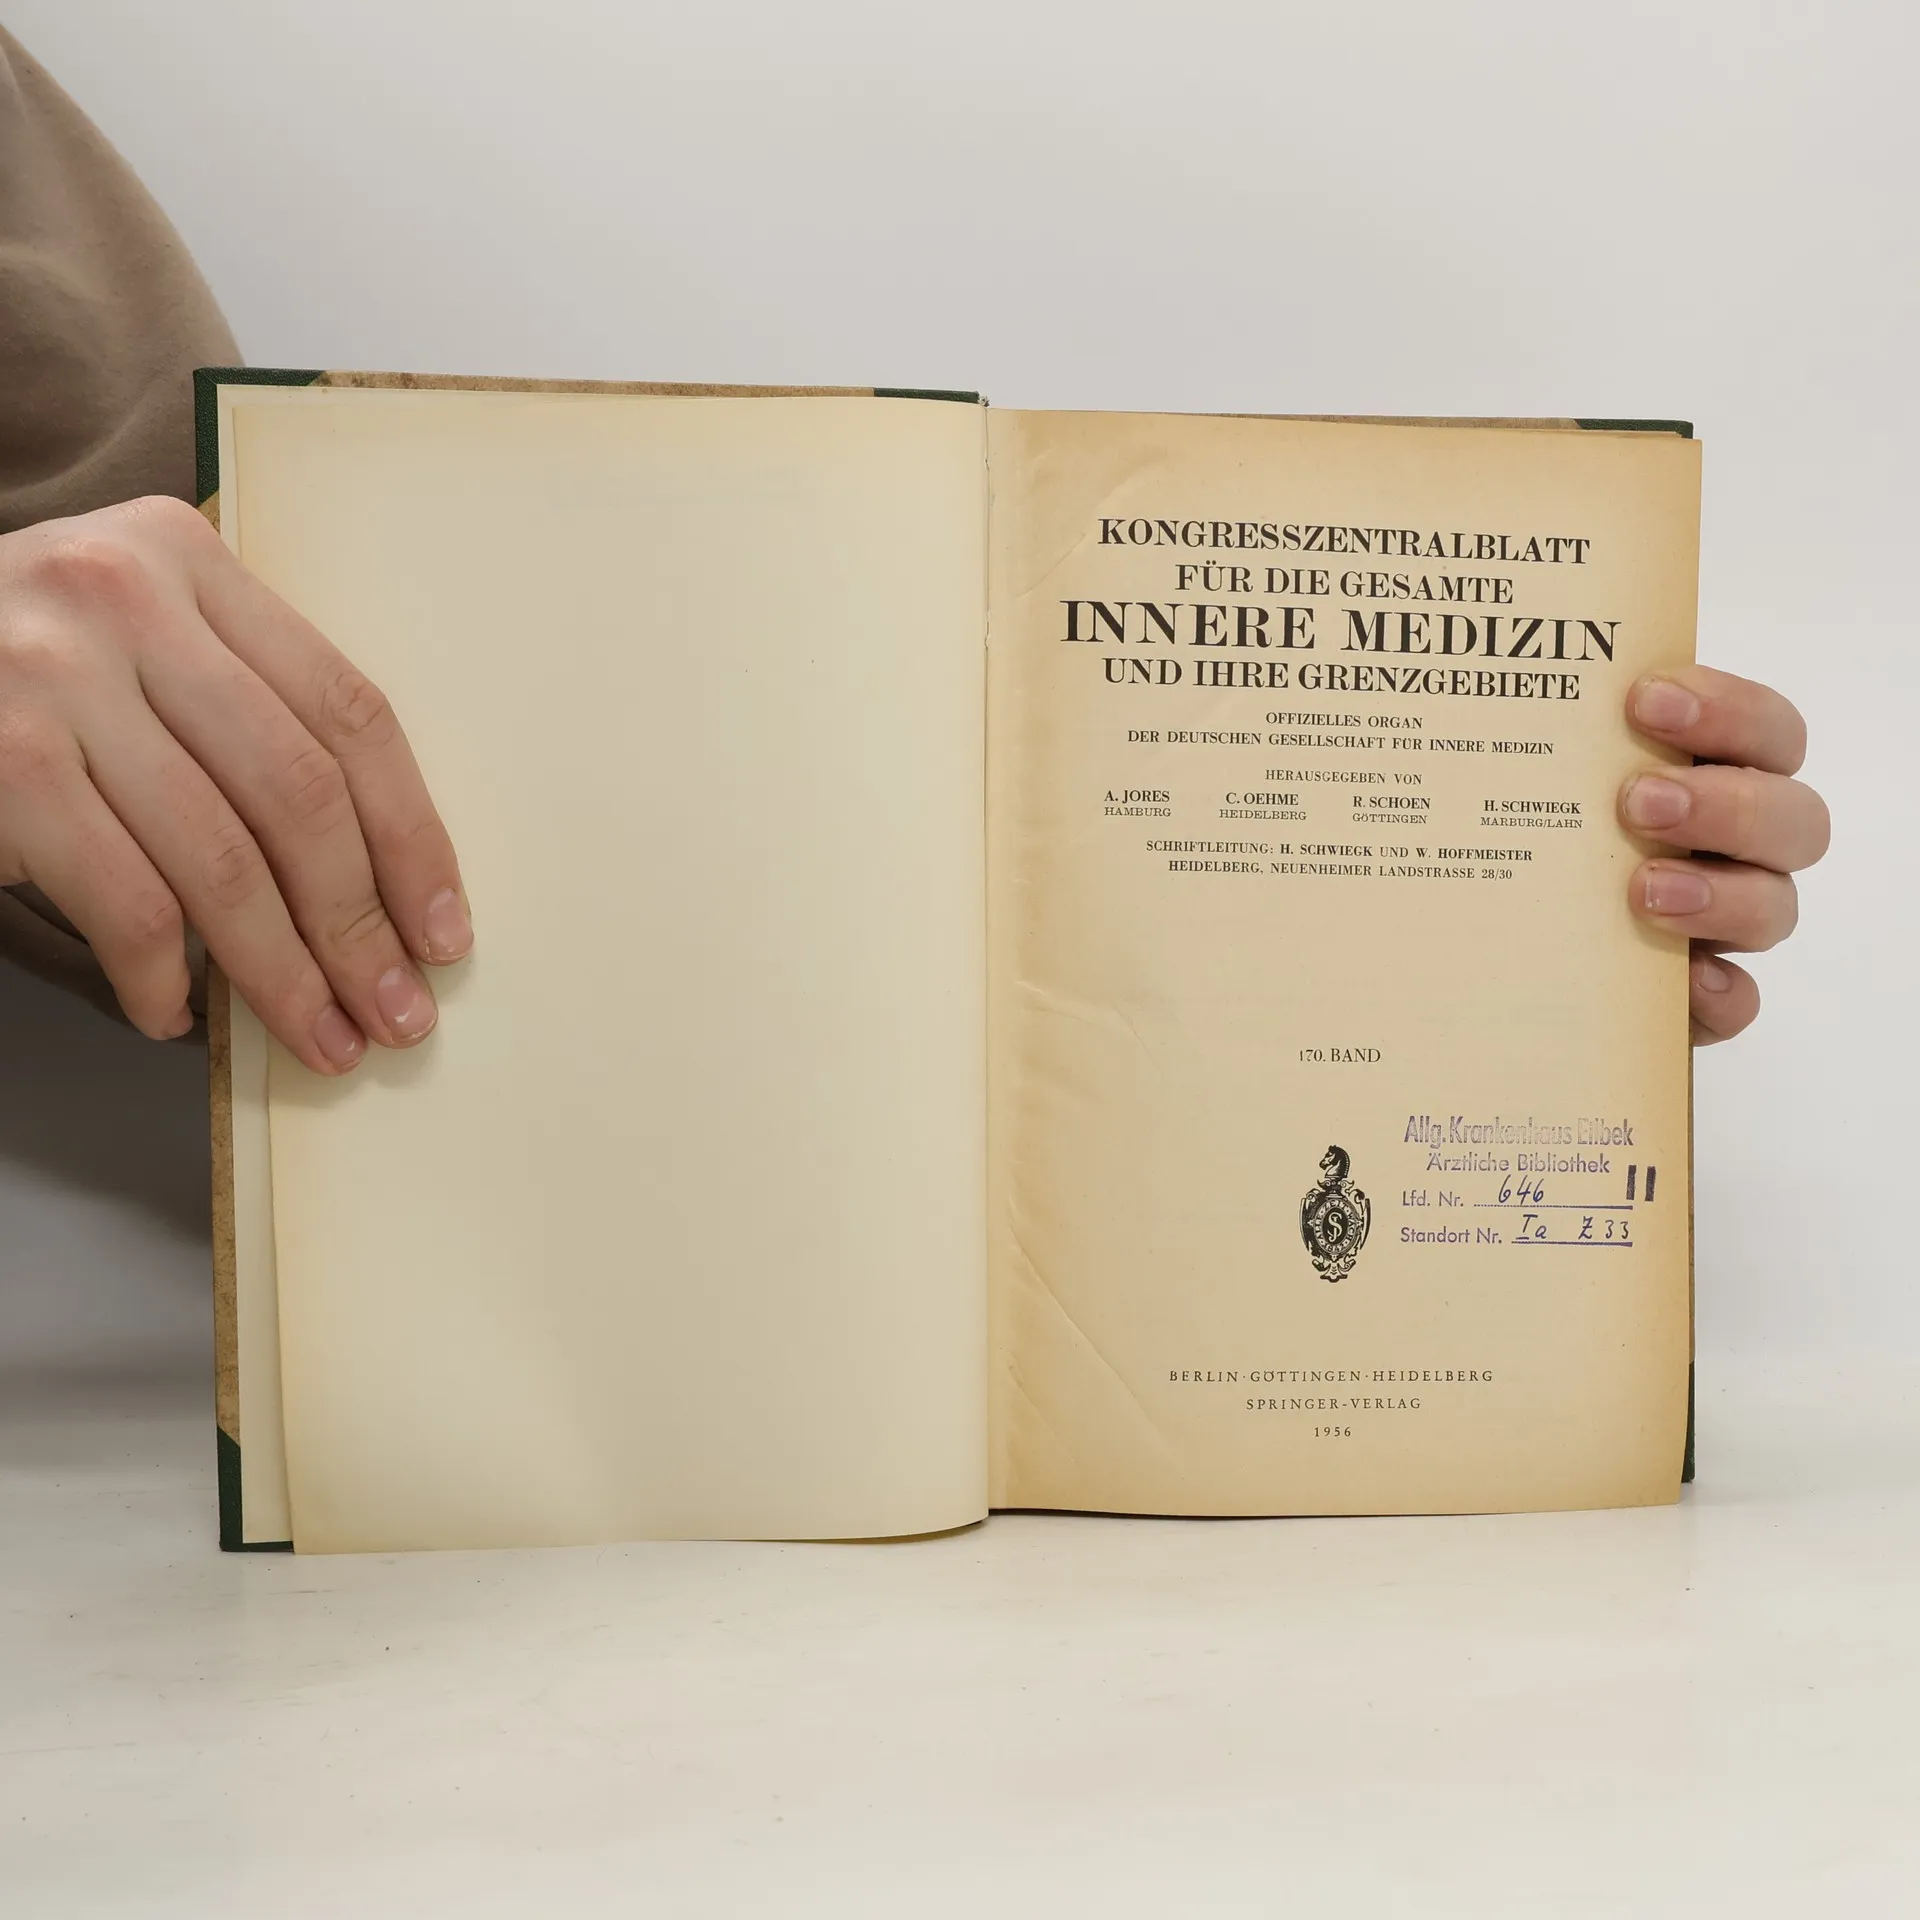 KONGRESSZENTRALBLATT
FÜR DIE GESAMTE
INNERE MEDIZIN
UND IHRE GRENZGEBIETE
OFFIZIELLES ORGAN
DER DEUTSCHEN GESELLSCHAFT FÜR INNERE MEDIZIN
HERAUSGEGEBEN VON
A. JORES C. OEHME R. SCHOEN H. SCHWIEGK
HAMBURG HEIDELBERG GÖTTINGEN MARBURG/LAHN
SCHRIFTLEITUNG: H. SCHWIEGK UND W. HOFFMEISTER
HEIDELBERG, NEUENHEIMER LANDSTRASSE 28/30
170. BAND
Allg. Krankenhaus Eilbek
Ärztliche Bibliothek
Lfd. Nr. 646
Standort Nr. Ia Z 33
BERLIN · GÖTTINGEN · HEIDELBERG
SPRINGER-VERLAG
1956